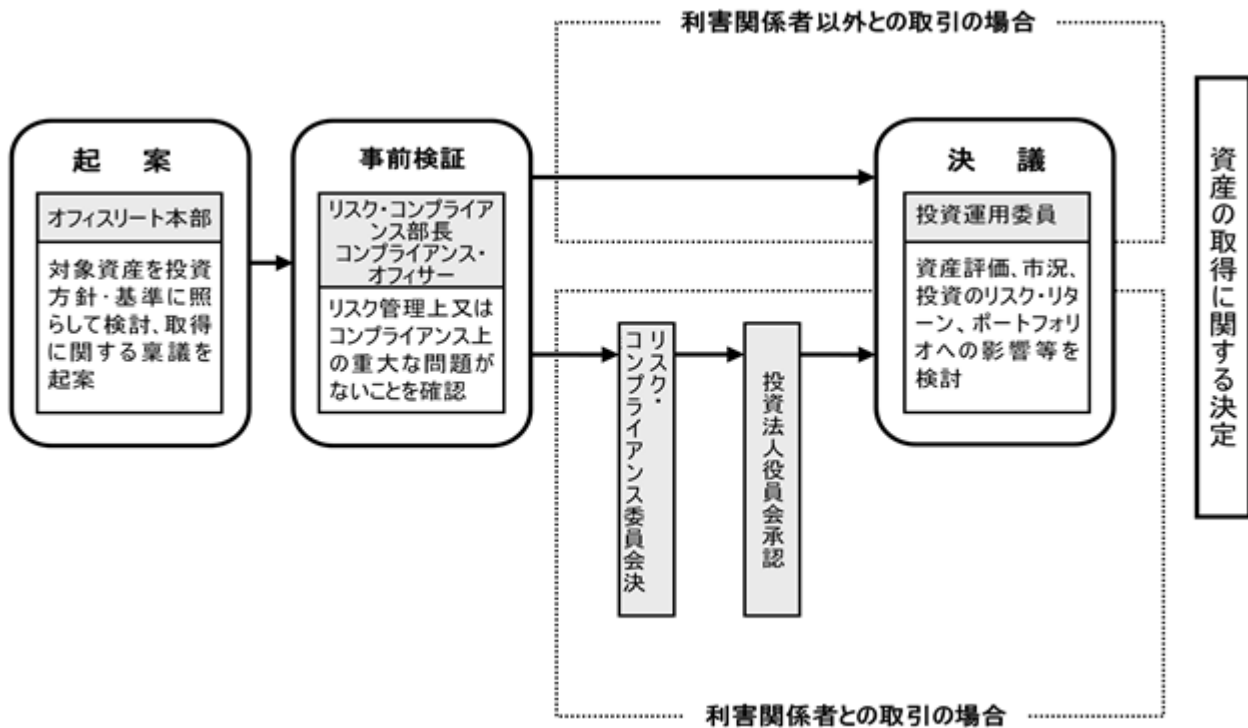 利害関係者以外との取引の場合
起 案
オフィスリート本部
対象資産を投資
方針・基準に照
らして検討、取得
に関する稟議を
起案
事前検証
リスク・コンプライア
ンス部長
コンプライアンス・
オフィサー
リスク管理上又は
コンプライアンス上
の重大な問題が
ないことを確認
リスク・
コンプライアンス委員会決
投資法人役員会承認
決 議
投資運用委員
資産評価、市況、
投資のリスク・リタ
ーン、ポートフォリ
オへの影響等を
検討
資産の取得に関する決定
利害関係者との取引の場合